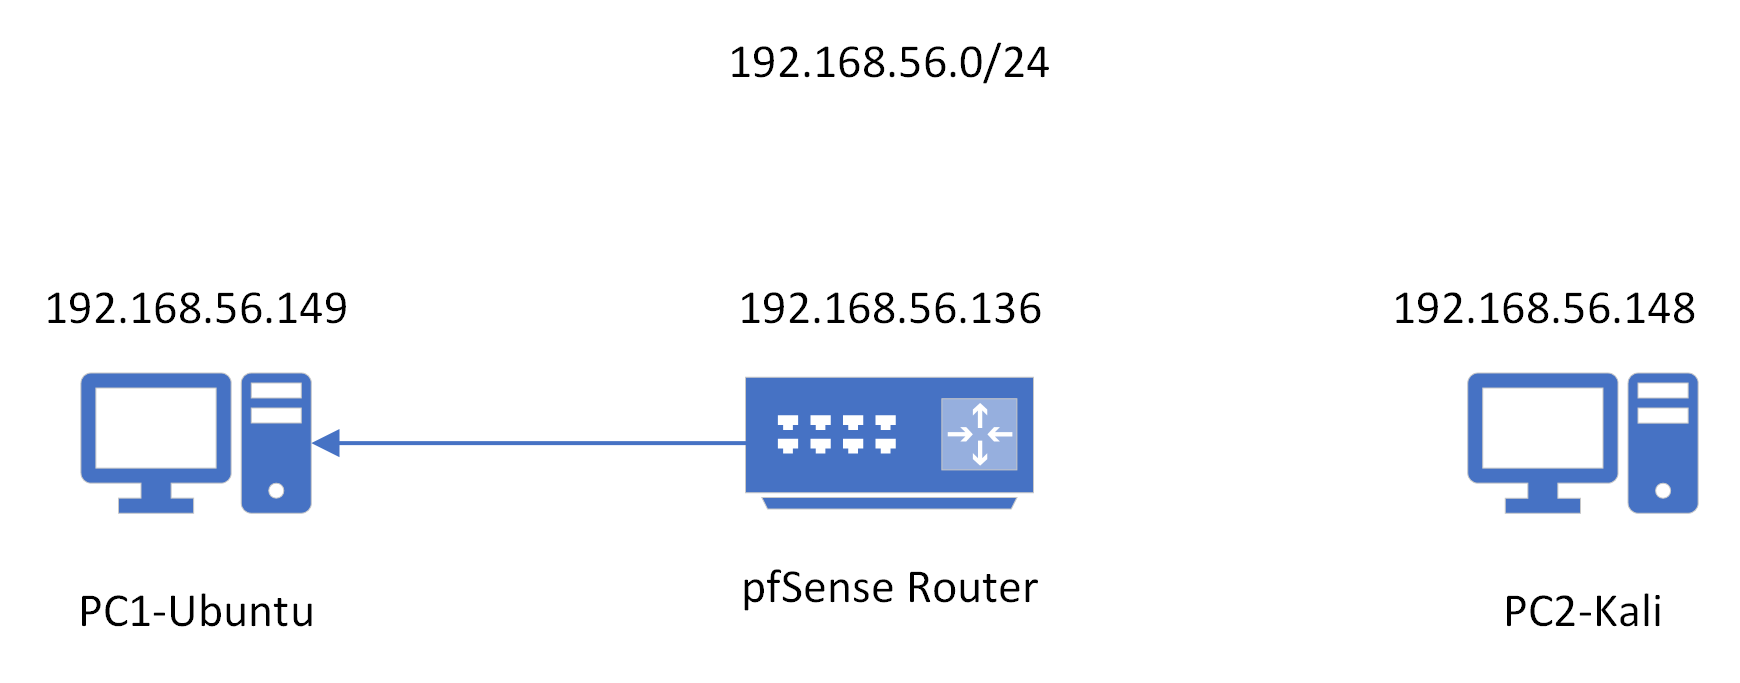 192.168.56.0/24
192.168.56.149
192.168.56.136
192.168.56.148
PC1-Ubuntu
pfSense Router
PC2-Kali